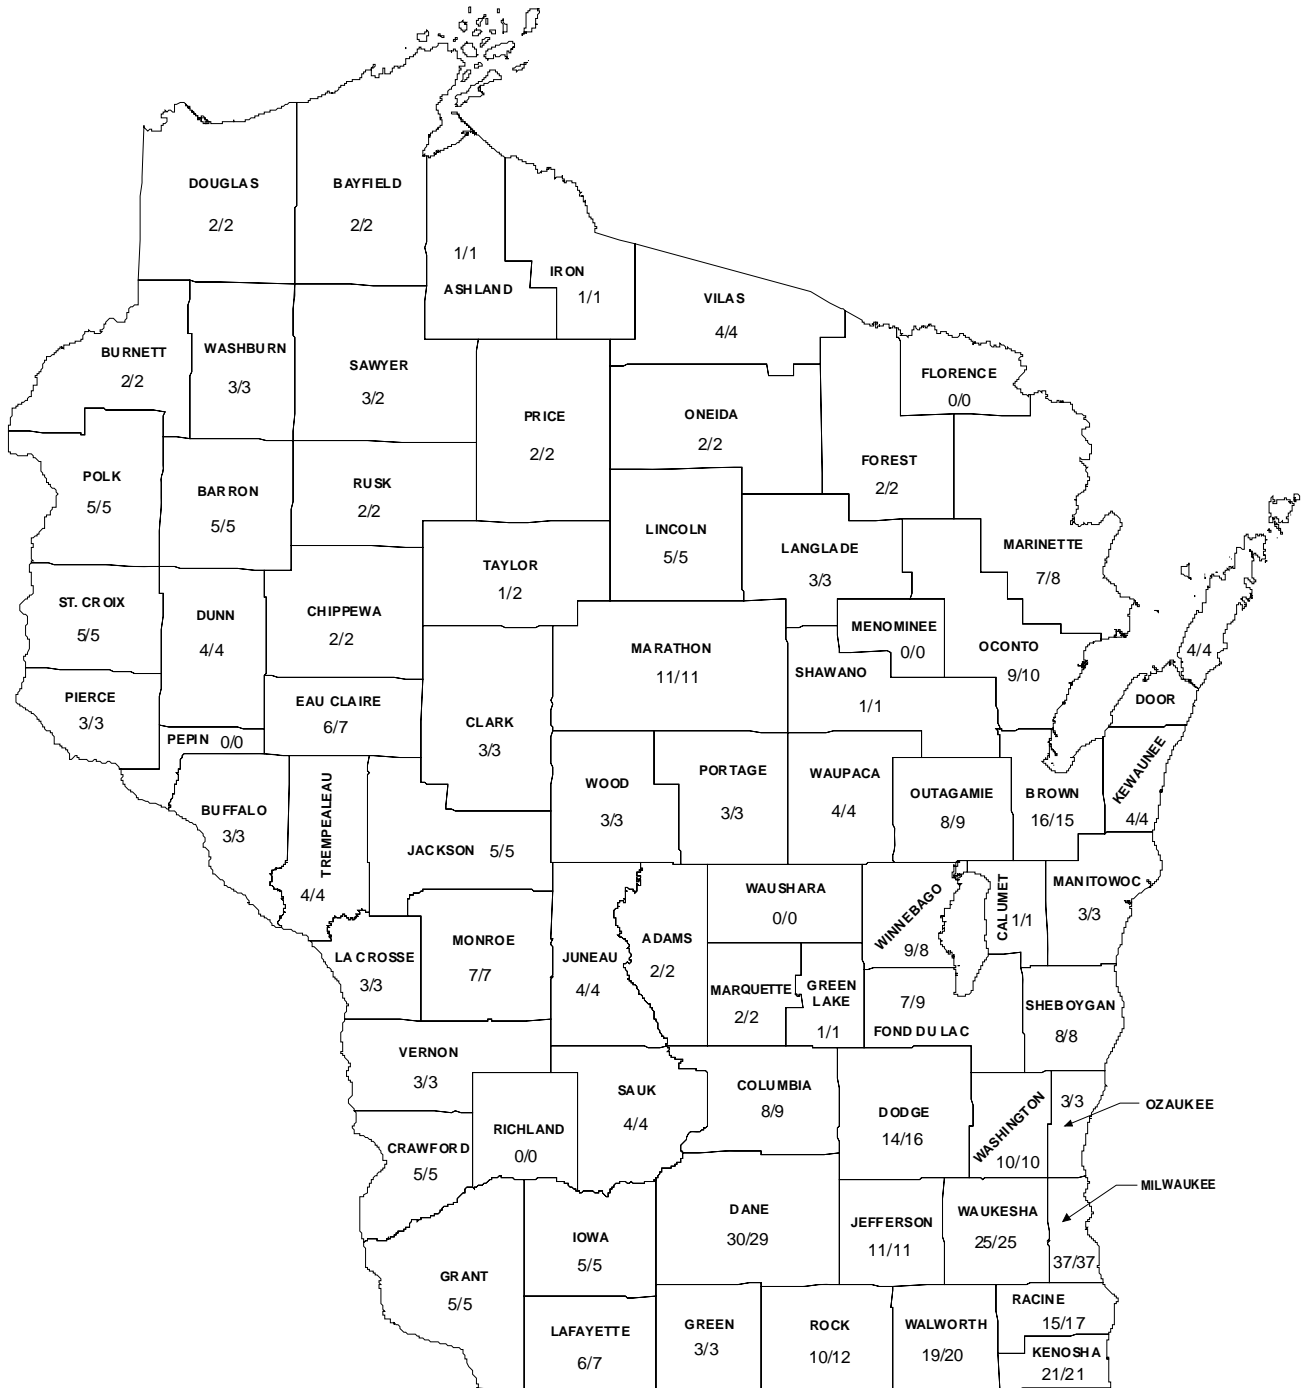 DOUGLAS
2/2
BAYFIELD
2/2
1/1
ASHLAND
IRON
1/1
VILAS
4/4
BURNETT
2/2
WASHBURN
3/3
SAWYER
3/2
PRICE
2/2
ONEIDA
2/2
FLORENCE
0/0
FOREST
2/2
POLK
5/5
BARRON
5/5
RUSK
2/2
LINCOLN
5/5
LANGLADE
3/3
MARINETTE
7/8
TAYLOR
1/2
ST. CROIX
5/5
DUNN
4/4
CHIPPEWA
2/2
MARATHON
11/11
MENOMINEE
0/0
SHAWANO
1/1
OCONTO
9/10
4/4
DOOR
PIERCE
3/3
PEPIN 0/0
EAU CLAIRE
6/7
CLARK
3/3
WOOD
3/3
PORTAGE
3/3
WAUPACA
4/4
OUTAGAMIE
8/9
BROWN
16/15
KEWAUNEE
4/4
BUFFALO
3/3
TREMPEALEAU
4/4
JACKSON 5/5
WAUSHARA
0/0
WINNEBAGO
9/8
CALUMET
1/1
MANITOWOC
3/3
LA CROSSE
3/3
MONROE
7/7
JUNEAU
4/4
ADAMS
2/2
MARQUETTE
2/2
GREEN
LAKE
1/1
7/9
FOND DU LAC
SHEBOYGAN
8/8
VERNON
3/3
RICHLAND
0/0
SAUK
4/4
COLUMBIA
8/9
DODGE
14/16
WASHINGTON
10/10
3/3
OZAUKEE
CRAWFORD
5/5
MILWAUKEE
37/37
DANE
30/29
JEFFERSON
11/11
WAUKESHA
25/25
IOWA
5/5
GRANT
5/5
LAFAYETTE
6/7
GREEN
3/3
ROCK
10/12
WALWORTH
19/20
RACINE
15/17
KENOSHA
21/21